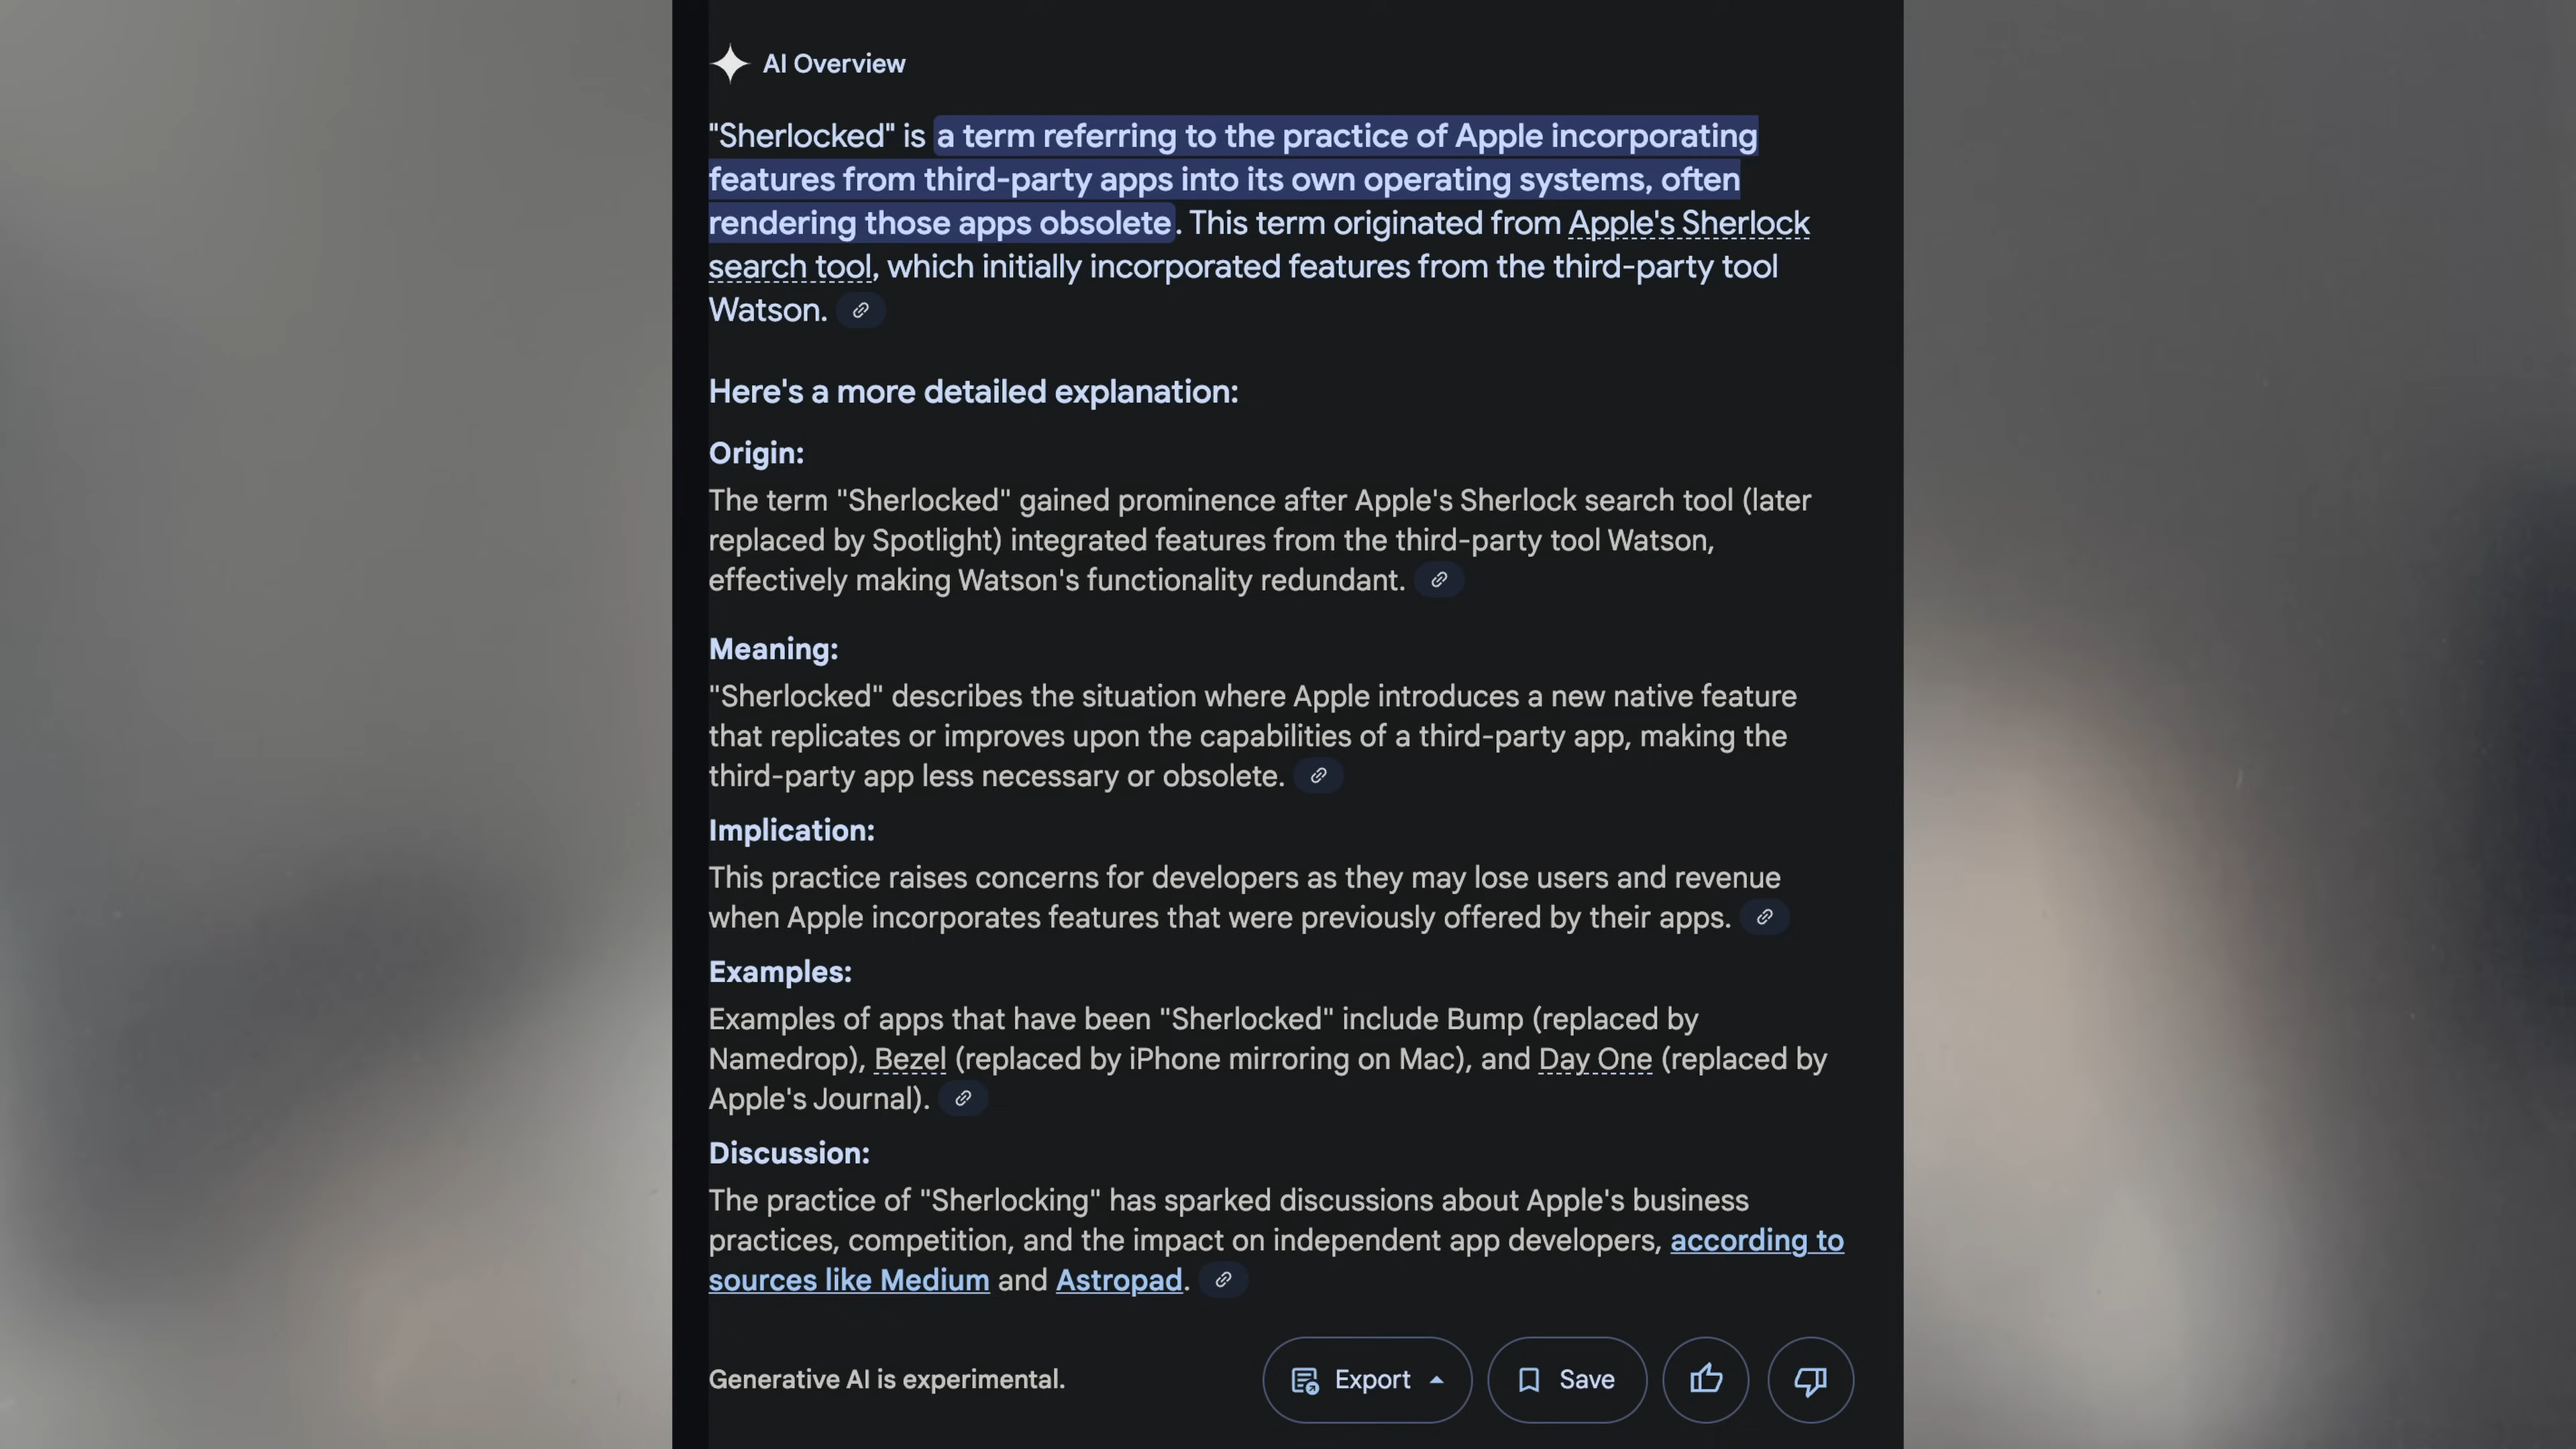 AI Overview
"Sherlocked" is a term referring to the practice of Apple incorporating
features from third-party apps into its own operating systems, often
rendering those apps obsolete. This term originated from Apple's Sherlock
search tool, which initially incorporated features from the third-party tool
Watson.
Here's a more detailed explanation:
Origin:
The term "Sherlocked" gained prominence after Apple's Sherlock search tool (later
replaced by Spotlight) integrated features from the third-party tool Watson,
effectively making Watson's functionality redundant.
Meaning:
"Sherlocked" describes the situation where Apple introduces a new native feature
that replicates or improves upon the capabilities of a third-party app, making the
third-party app less necessary or obsolete.
Implication:
This practice raises concerns for developers as they may lose users and revenue
when Apple incorporates features that were previously offered by their apps.
Examples:
Examples of apps that have been "Sherlocked" include Bump (replaced by
Namedrop), Bezel (replaced by iPhone mirroring on Mac), and Day One (replaced by
Apple's Journal).
Discussion:
The practice of "Sherlocking" has sparked discussions about Apple's business
practices, competition, and the impact on independent app developers, according to
sources like Medium and Astropad.
Generative AI is experimental.
Export
Save